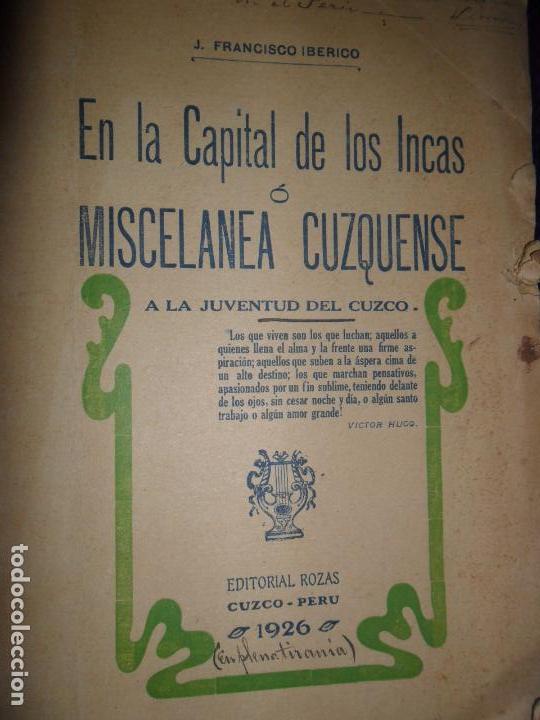 en el Perú
J. FRANCISCO IBERICO
En la Capital de los Incas
Ó
MISCELANEA CUZQUENSE
A LA JUVENTUD DEL CUZCO.
"Los que viven son los que luchan; aquellos a
quienes llena el alma y la frente una firme as-
piración; aquellos que suben a la áspera cima de
un alto destino; los que marchan pensativos,
apasionados por un fin sublime, teniendo delante
de los ojos, sin cesar noche y día, o algún santo
trabajo o algún amor grande!
VICTOR HUGO.
EDITORIAL ROZAS
CUZCO - PERU
1926
(En plena tiranía)
todocoleccion.net